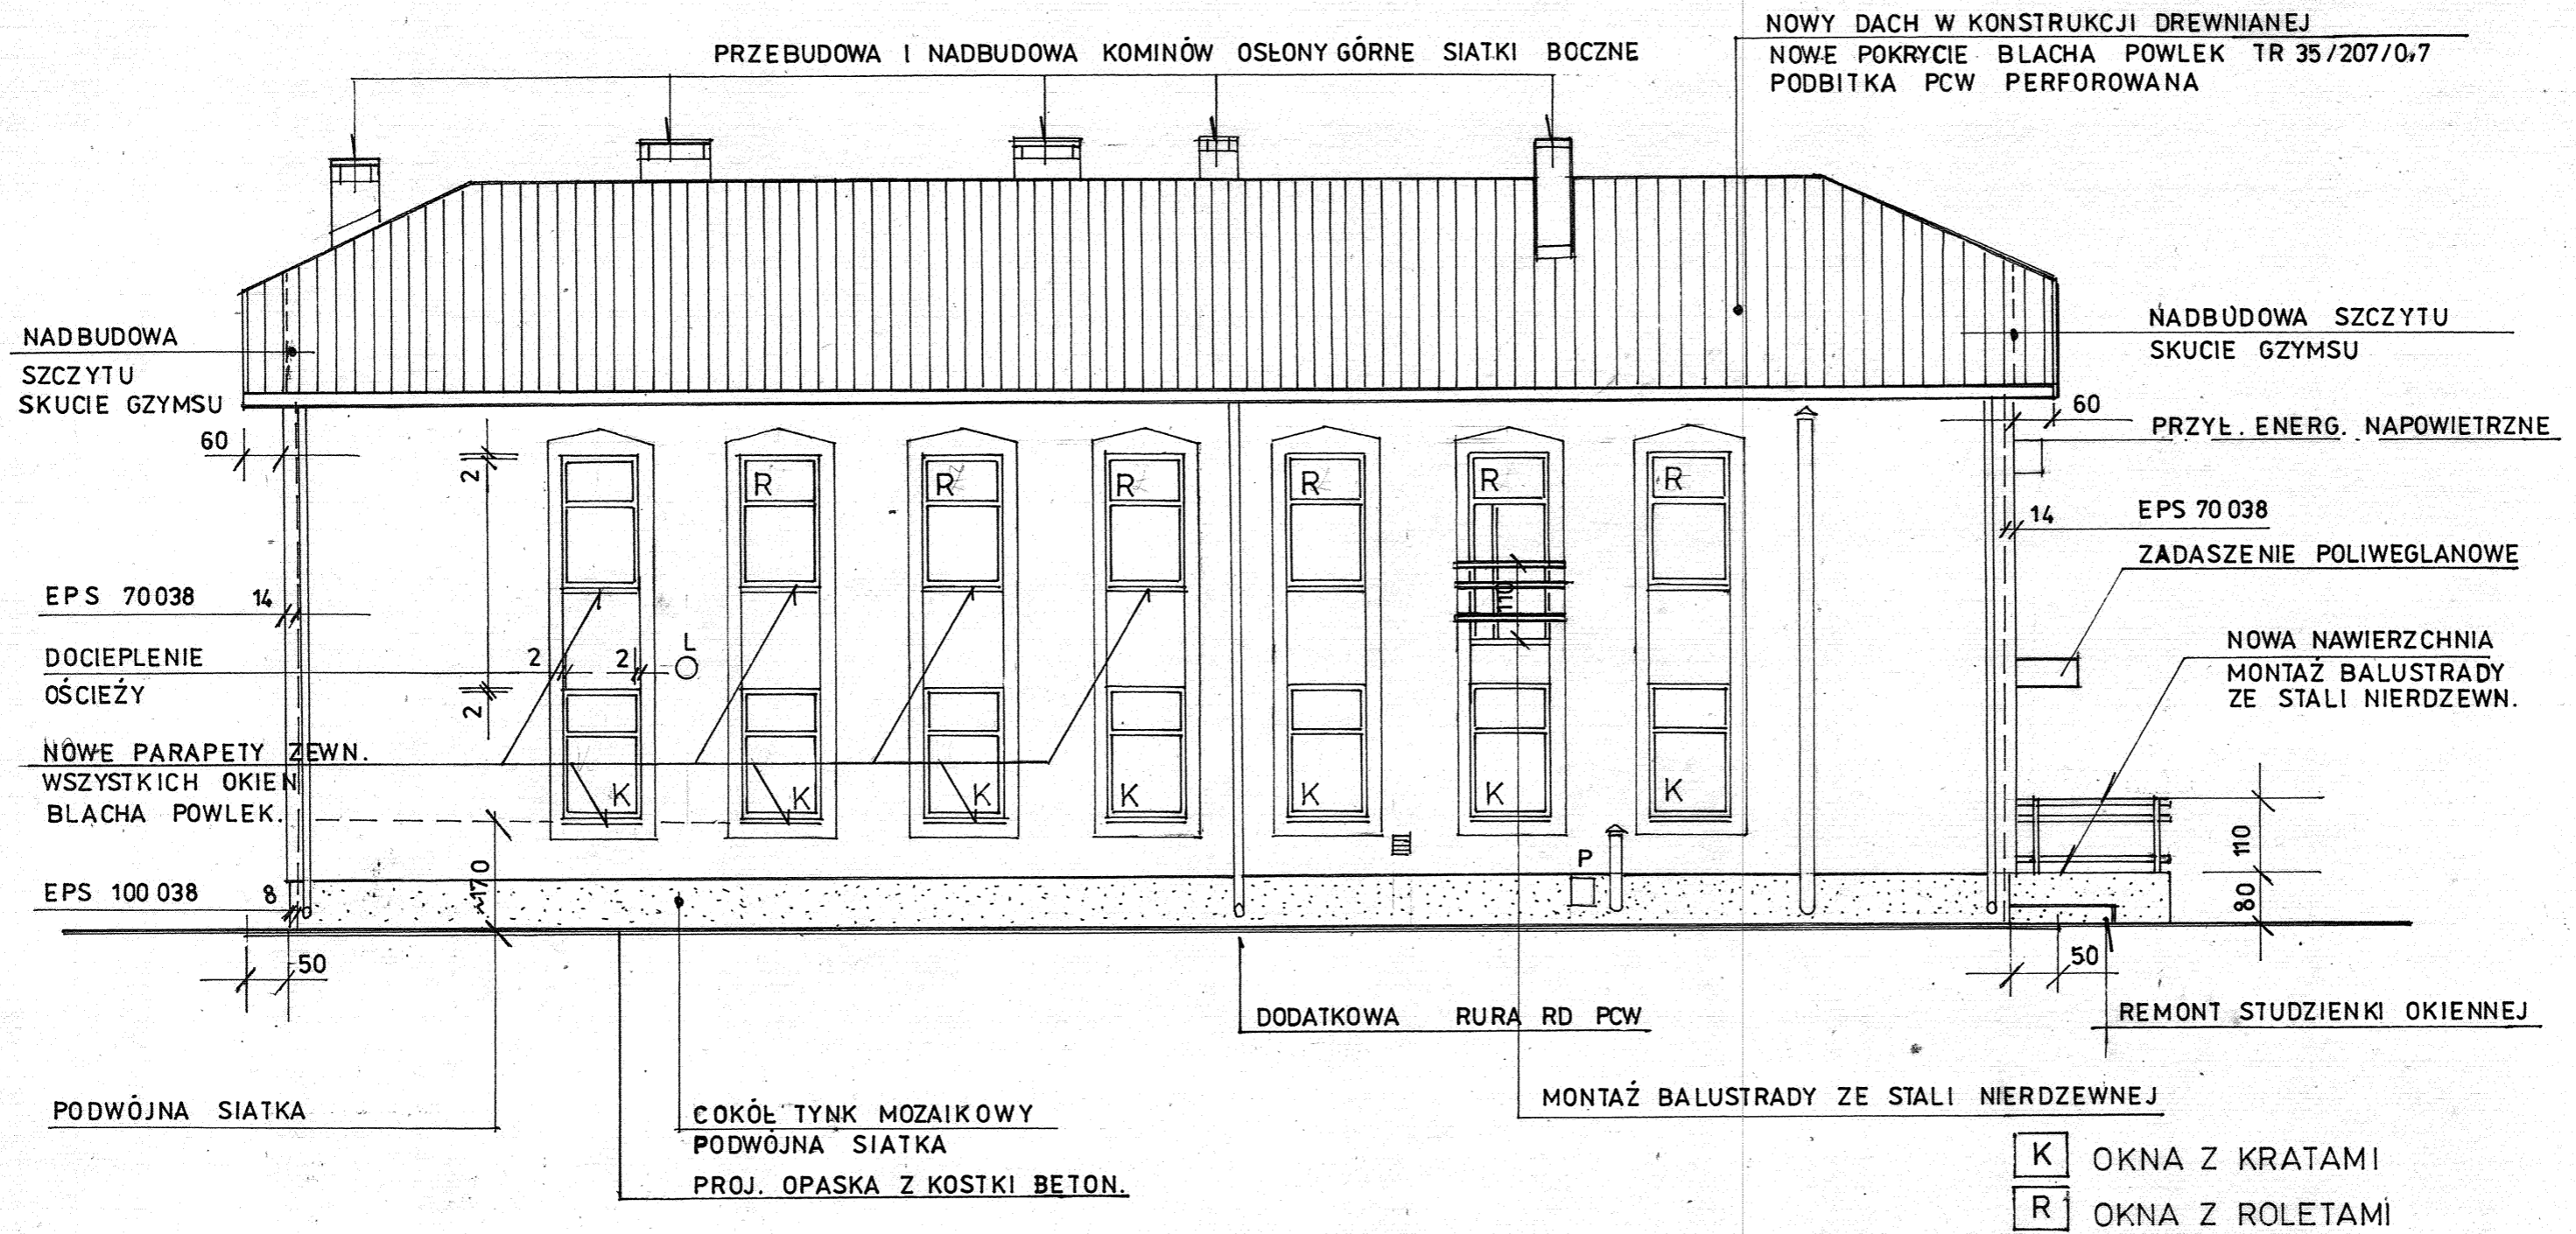 NOWY DACH W KONSTRUKCJI DREWNIANEJ
NOWE POKRYCIE BLACHA POWLEK TR 35/207/0,7
PODBITKA PCW PERFOROWANA
PRZEBUDOWA I NADBUDOWA KOMINÓW OSŁONY GÓRNE SIATKI BOCZNE
NADBUDOWA
SZCZYTU
SKUCIE GZYMSU
60
NADBUDOWA SZCZYTU
SKUCIE GZYMSU
60
PRZYŁ. ENERG. NAPOWIETRZNE
2
R R R R R R
14 EPS 70 038
ZADASZENIE POLIWEGLANOWE
110
EPS 70 038 14
DOCIEPLENIE
OŚCIEŻY
2 2 L
2
NOWA NAWIERZCHNIA
MONTAŻ BALUSTRADY
ZE STALI NIERDZEWN.
NOWE PARAPETY ZEWN.
WSZYSTKICH OKIEN
BLACHA POWLEK.
K K K K K K K
110
P
~170
EPS 100 038 8
80
50
50
DODATKOWA RURA RD PCW
REMONT STUDZIENKI OKIENNEJ
MONTAŻ BALUSTRADY ZE STALI NIERDZEWNEJ
PODWÓJNA SIATKA
COKÓŁ TYNK MOZAIKOWY
PODWÓJNA SIATKA
PROJ. OPASKA Z KOSTKI BETON.
K OKNA Z KRATAMI
R OKNA Z ROLETAMI